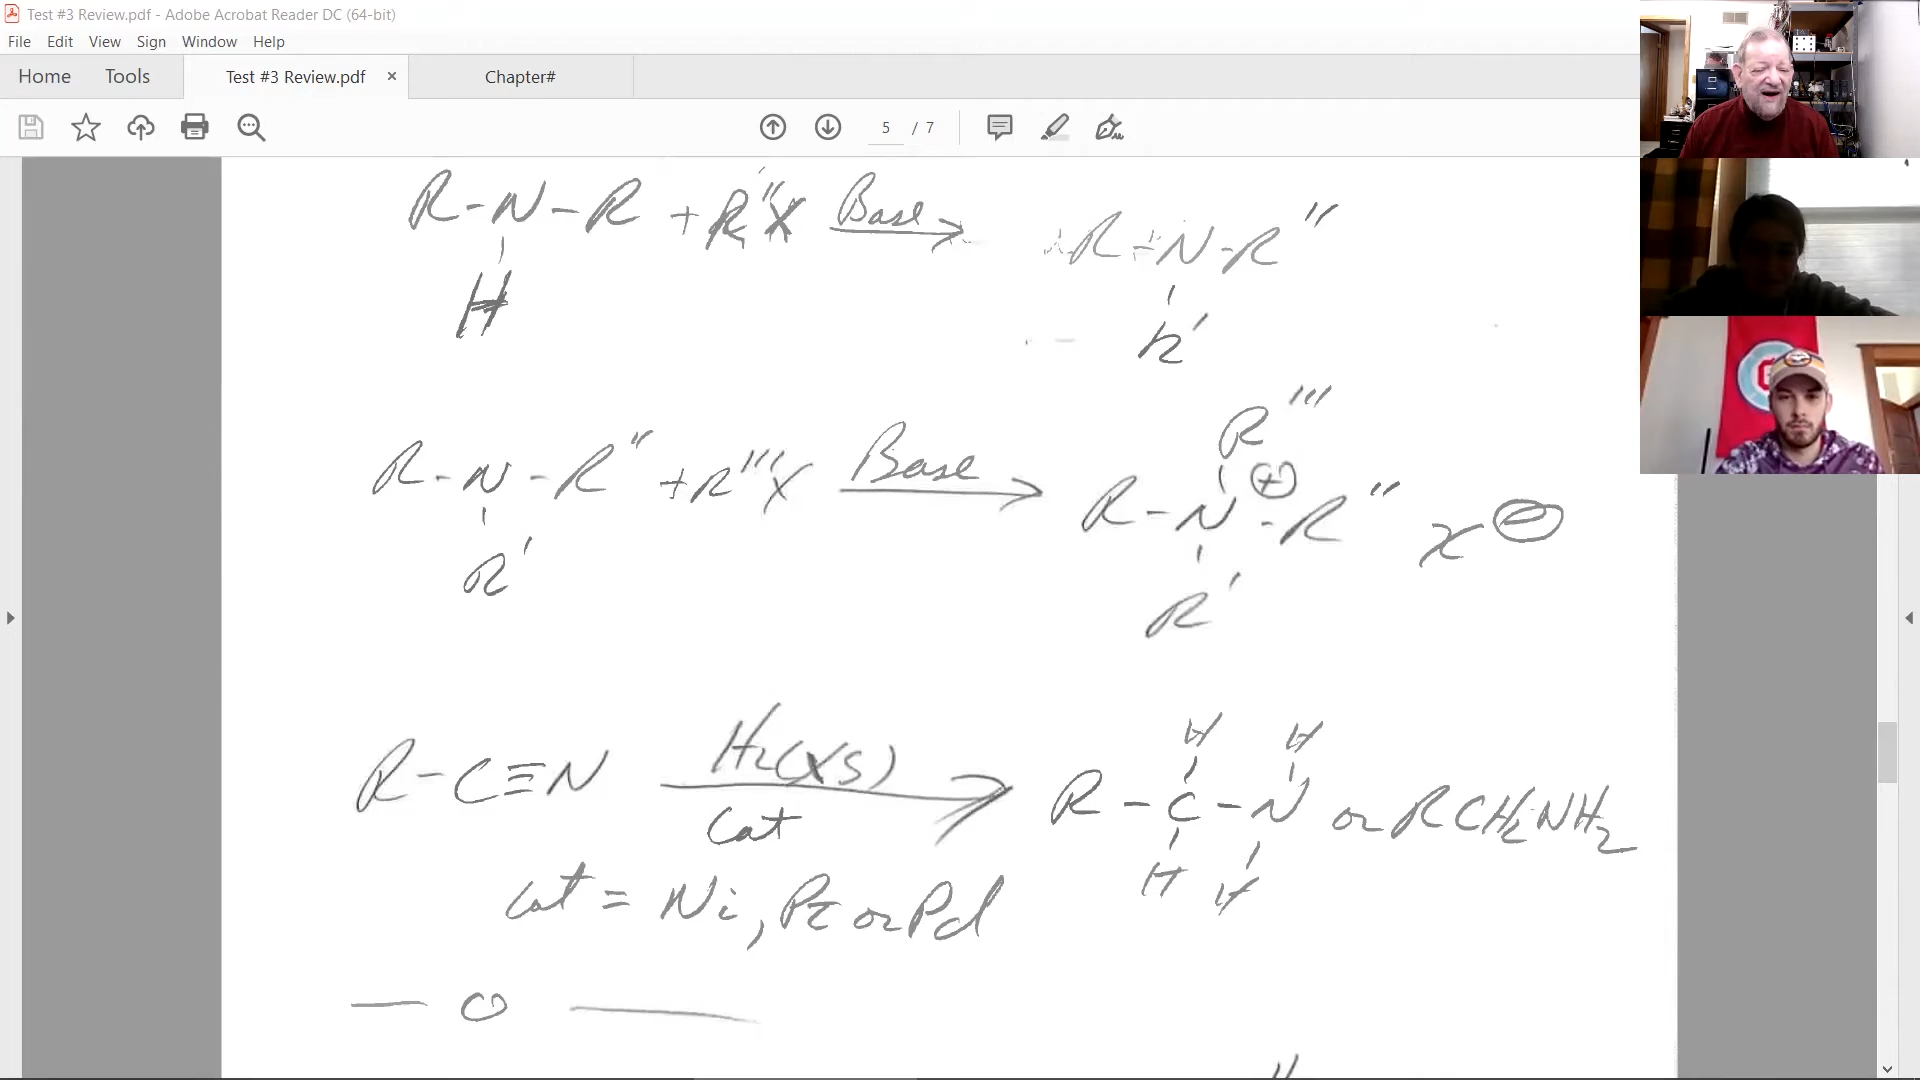 Test #3 Review.pdf - Adobe Acrobat Reader DC (64-bit)
File Edit View Sign Window Help
Home Tools Test #3 Review.pdf × Chapter#
5 / 7
R-N-R + R''X Base R-N-R''
H R'
R'''
R-N-R'' + R'''X Base R-N-R'' X⊖
R' ⊕
R'
H H
R-C≡N H2(XS) R-C-N or RCH2NH2
Cat H H
Cat = Ni, Pt or Pd